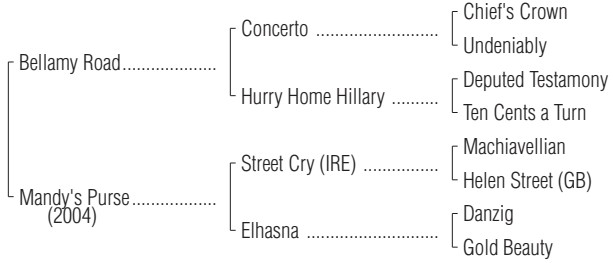 Chief's Crown
Concerto ........................
Undeniably
Bellamy Road...................
Deputed Testamony
Hurry Home Hillary ..........
Ten Cents a Turn
Machiavellian
Street Cry (IRE) ...............
Helen Street (GB)
Mandy's Purse.................
(2004)
Danzig
Elhasna ..........................
Gold Beauty